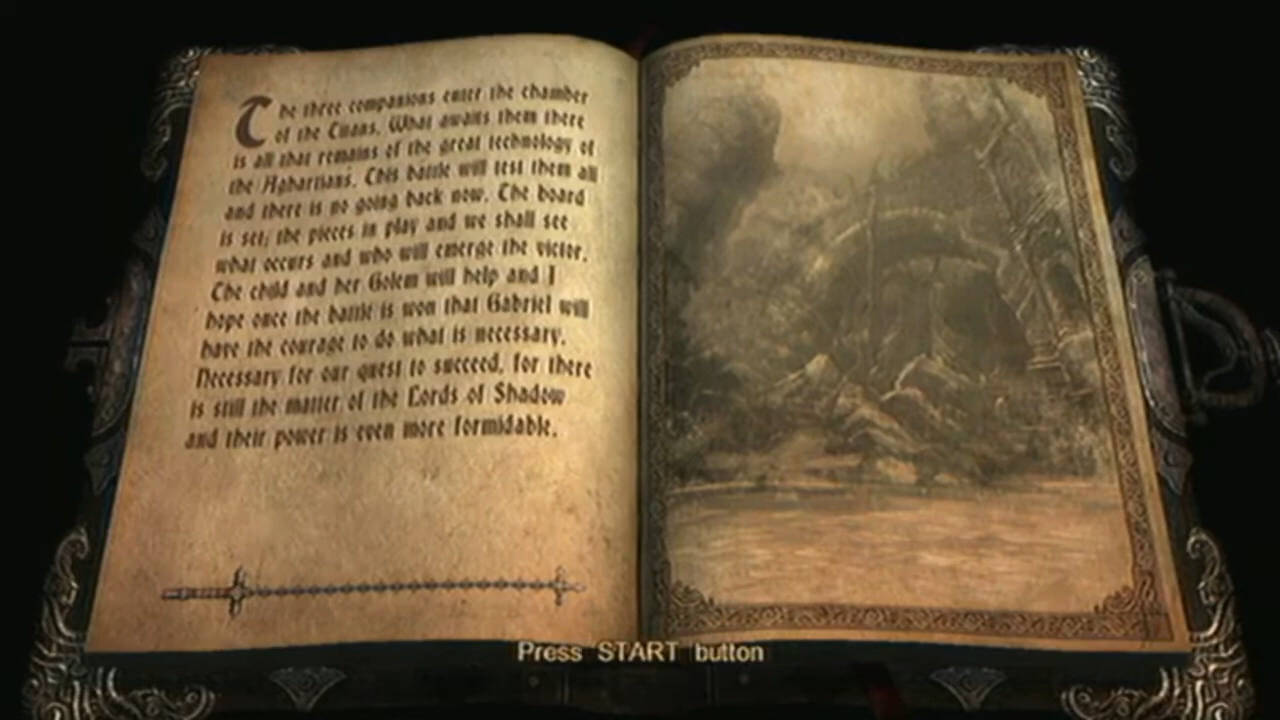 The three companions enter the chamber
of the Titans. What awaits them there
is all that remains of the great technology of
the Aghartians. This battle will test them all
and there is no going back now. The board
is set; the pieces in play and we shall see
what occurs and who will emerge the victor.
The child and her Golem will help and I
hope once the battle is won that Gabriel will
have the courage to do what is necessary.
Necessary for our quest to succeed, for there
is still the matter of the Lords of Shadow
and their power is even more formidable.
Press START button